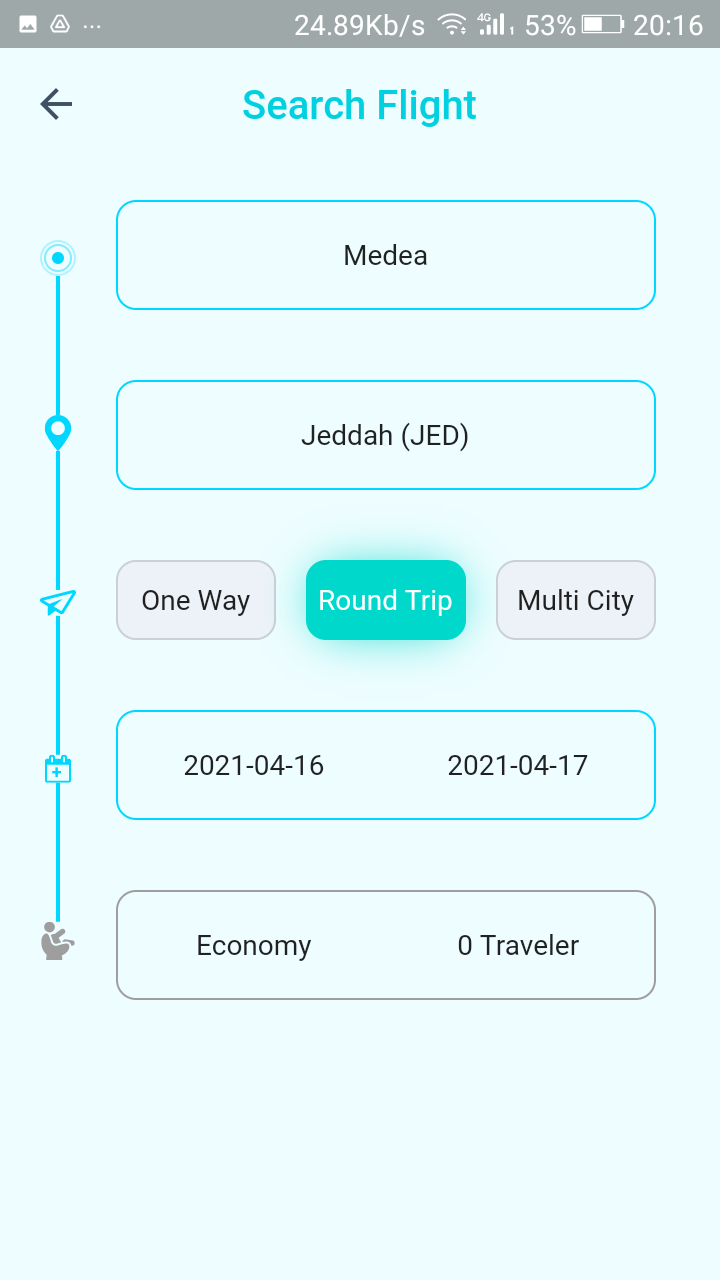 ... 24.89Kb/s 4G 1 53% 20:16
Search Flight
Medea
Jeddah (JED)
One Way Round Trip Multi City
2021-04-16 2021-04-17
Economy 0 Traveler